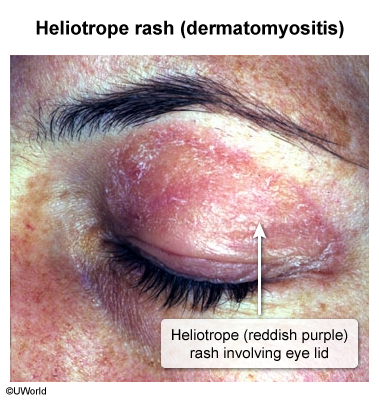 Heliotrope rash (dermatomyositis)
Heliotrope (reddish purple)
rash involving eye lid
©UWorld